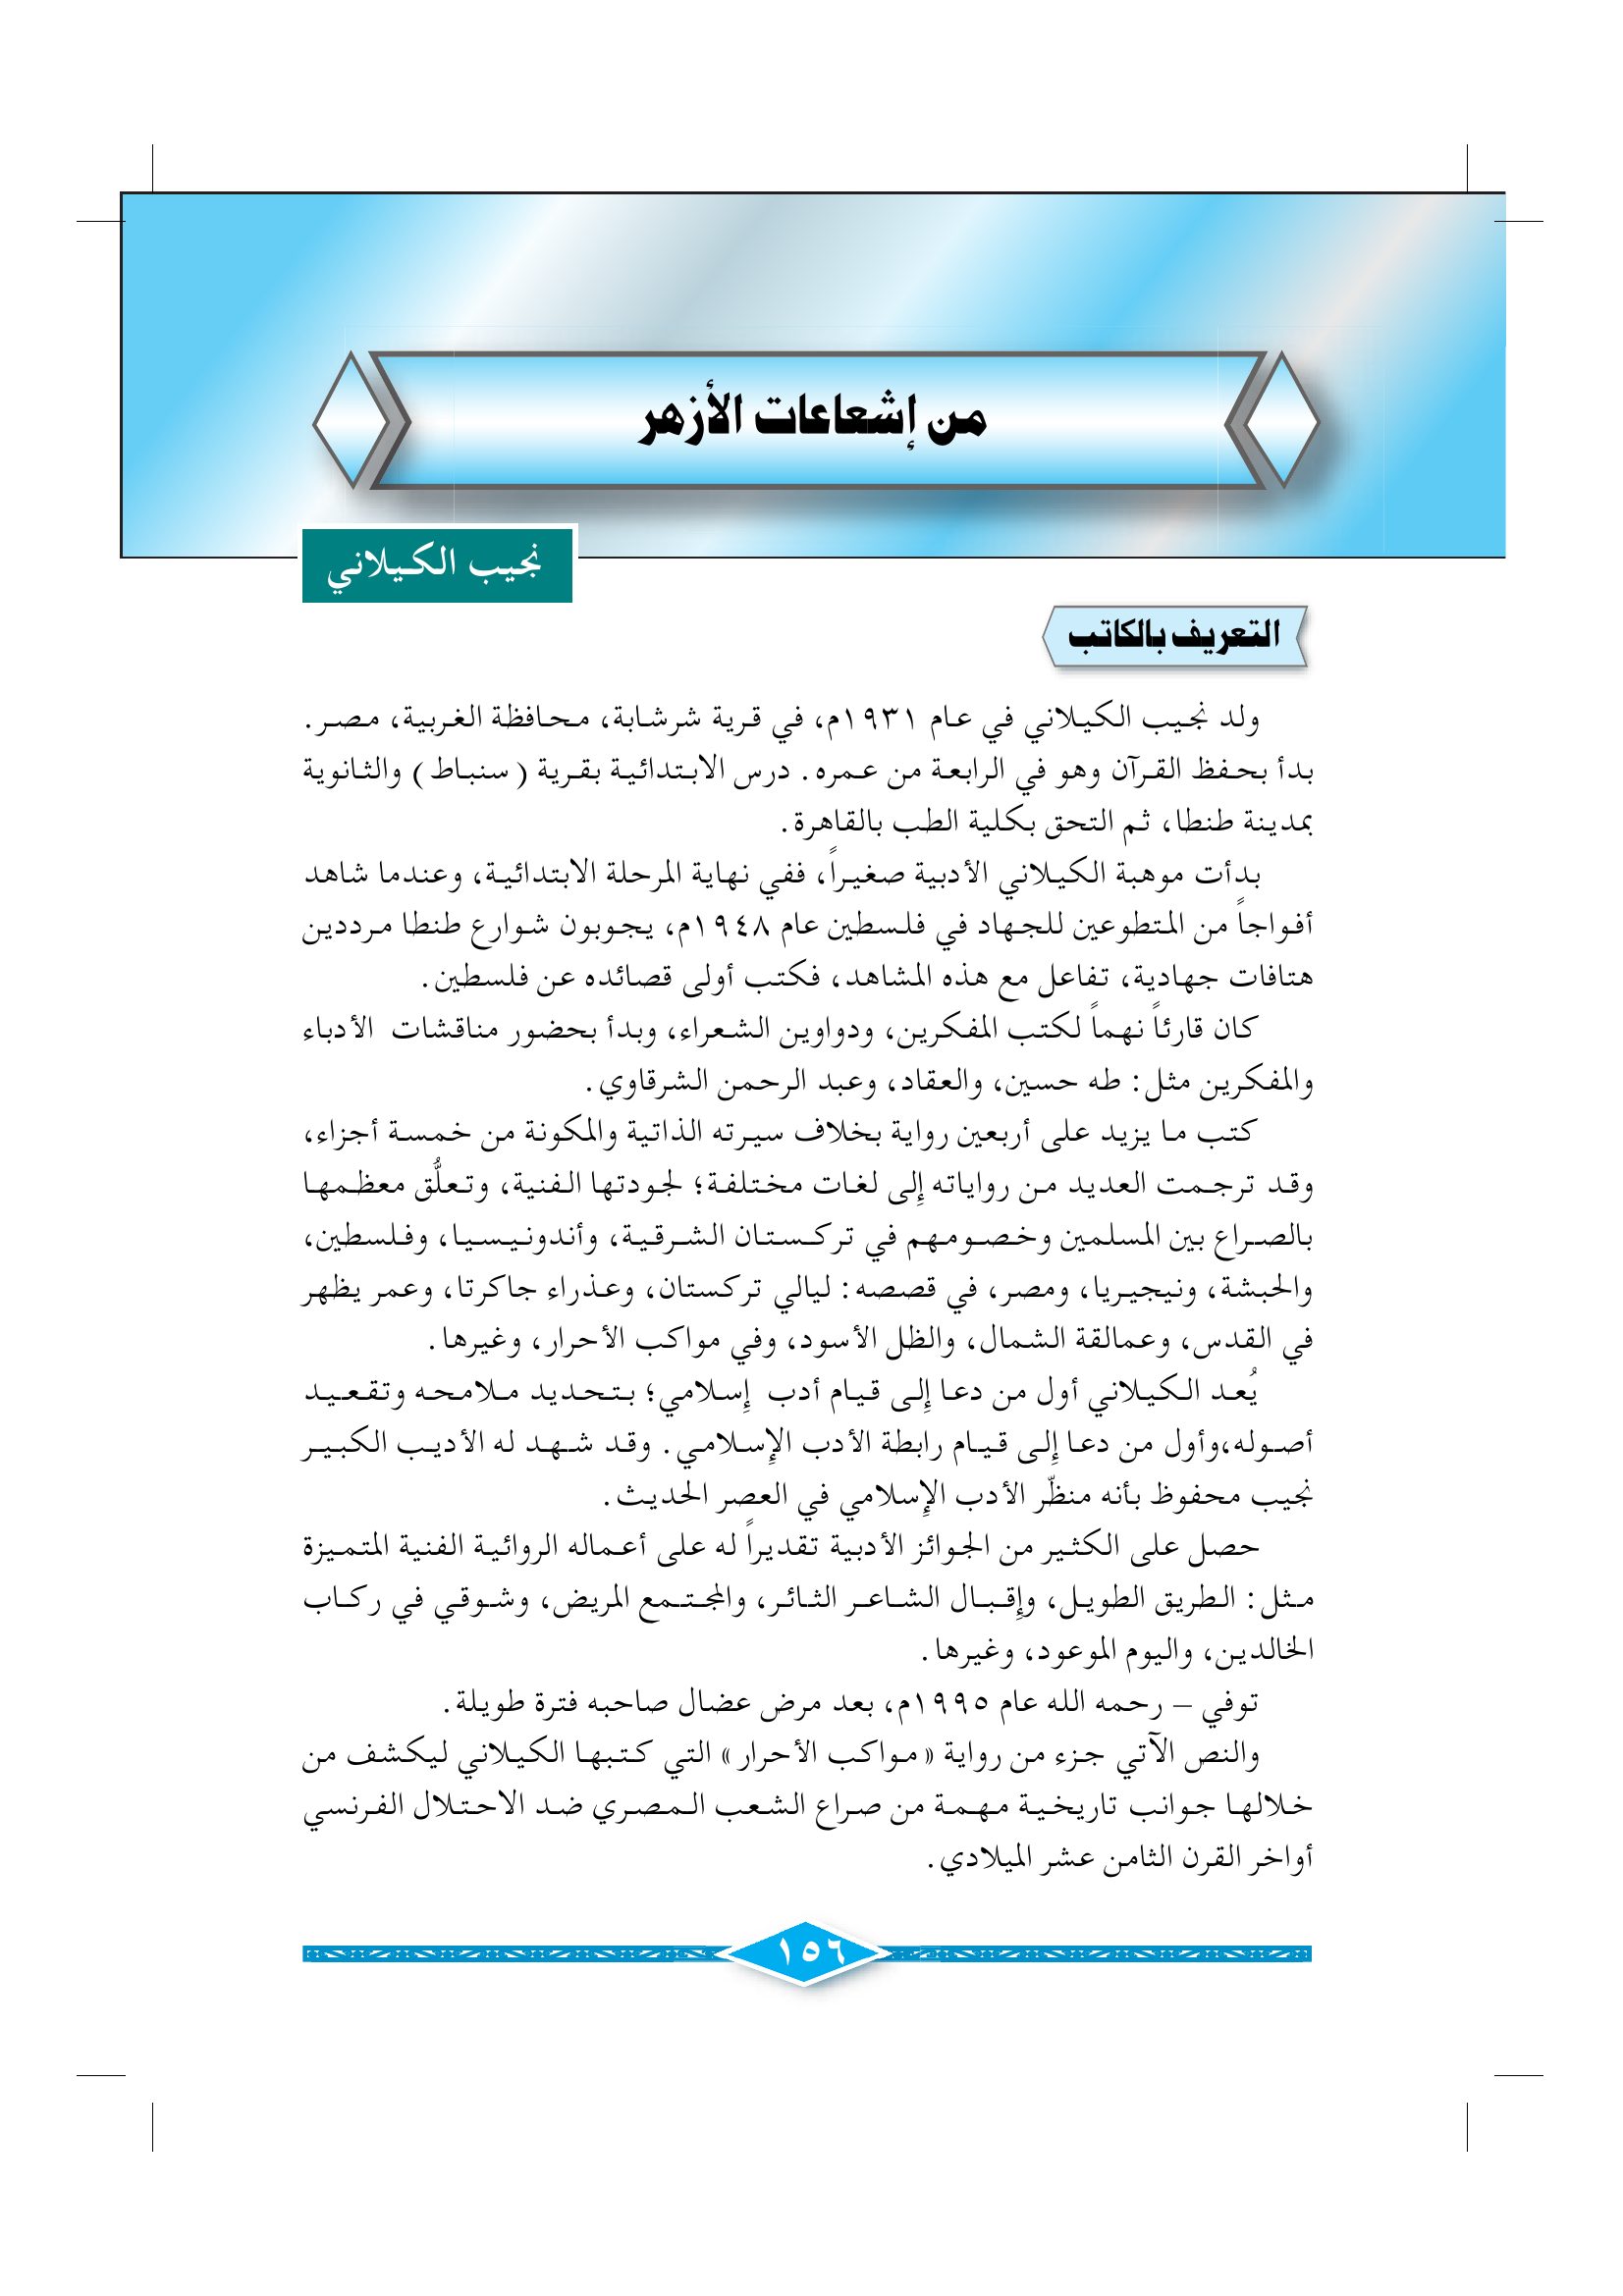 من إشعاعات الأزهر
نجيب الكيلاني
التعريف بالكاتب
ولد نجيب الكيلاني في عام ١٩٣١م، في قرية شرشابة، محافظة الغربية، مصر.
بدأ بحفظ القرآن وهو في الرابعة من عمره. درس الابتدائية بقرية (سنباط) والثانوية
بمدينة طنطا، ثم التحق بكلية الطب بالقاهرة.
بدأت موهبة الكيلاني الأدبية صغيراً، ففي نهاية المرحلة الابتدائية، وعندما شاهد
أفواجاً من المتطوعين للجهاد في فلسطين عام ١٩٤٨م، يجوبون شوارع طنطا مرددين
هتافات جهادية، تفاعل مع هذه المشاهد، فكتب أولى قصائده عن فلسطين.
كان قارئاً نهماً لكتب المفكرين، ودواوين الشعراء، وبدأ بحضور مناقشات الأدباء
والمفكرين مثل: طه حسين، والعقاد، وعبد الرحمن الشرقاوي.
كتب ما يزيد على أربعين رواية بخلاف سيرته الذاتية والمكونة من خمسة أجزاء،
وقد ترجمت العديد من رواياته إِلى لغات مختلفة؛ لجودتها الفنية، وتعلُّق معظمها
بالصراع بين المسلمين وخصومهم في تركستان الشرقية، وأندونيسيا، وفلسطين،
والحبشة، ونيجيريا، ومصر، في قصصه: ليالي تركستان، وعذراء جاكرتا، وعمر يظهر
في القدس، وعمالقة الشمال، والظل الأسود، وفي مواكب الأحرار، وغيرها.
يُعد الكيلاني أول من دعا إِلى قيام أدب إِسلامي؛ بتحديد ملامحه وتقعيد
أصوله،وأول من دعا إِلى قيام رابطة الأدب الإِسلامي. وقد شهد له الأديب الكبير
نجيب محفوظ بأنه منظّر الأدب الإِسلامي في العصر الحديث.
حصل على الكثير من الجوائز الأدبية تقديراً له على أعماله الروائية الفنية المتميزة
مثل: الطريق الطويل، وإِقبال الشاعر الثائر، والمجتمع المريض، وشوقي في ركاب
الخالدين، واليوم الموعود، وغيرها.
توفي – رحمه الله عام ١٩٩٥م، بعد مرض عضال صاحبه فترة طويلة.
والنص الآتي جزء من رواية «مواكب الأحرار» التي كتبها الكيلاني ليكشف من
خلالها جوانب تاريخية مهمة من صراع الشعب المصري ضد الاحتلال الفرنسي
أواخر القرن الثامن عشر الميلادي.
١٥٦